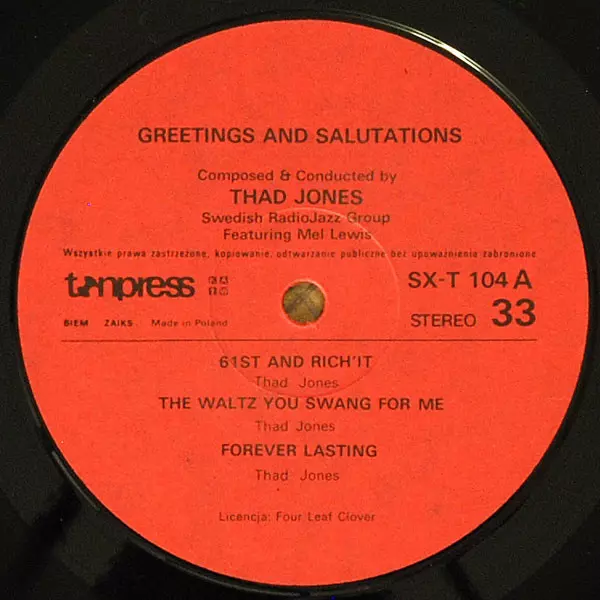 GREETINGS AND SALUTATIONS
Composed & Conducted by
THAD JONES
Swedish RadioJazz Group
Featuring Mel Lewis
Wszystkie prawa zastrzeżone, kopiowanie, odtwarzanie publiczne bez upoważnienia zabronione
tonpress
SX-T 104 A
BIEM ZAIKS Made in Poland
STEREO 33
61ST AND RICH'IT
Thad Jones
THE WALTZ YOU SWANG FOR ME
Thad Jones
FOREVER LASTING
Thad Jones
Licencja: Four Leaf Clover